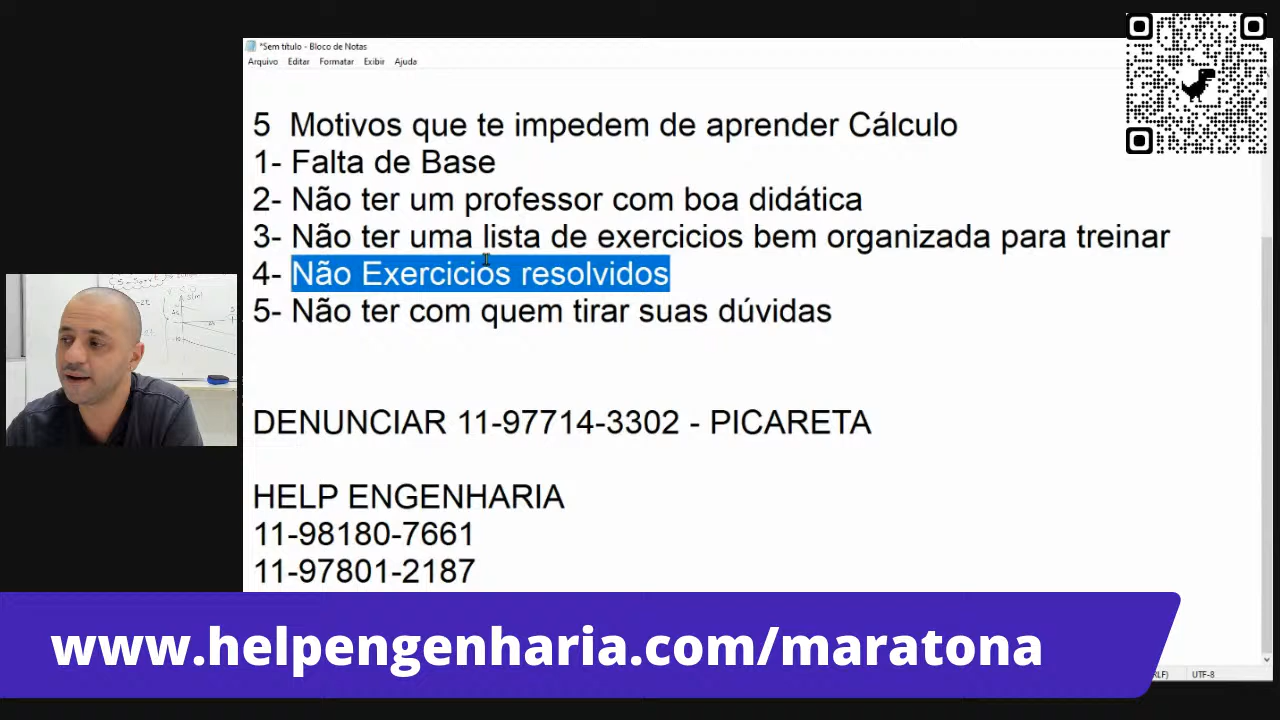 *Sem título - Bloco de Notas
Arquivo Editar Formatar Exibir Ajuda
5 Motivos que te impedem de aprender Cálculo
1- Falta de Base
2- Não ter um professor com boa didática
3- Não ter uma lista de exercicios bem organizada para treinar
4- Não Exercicios resolvidos
5- Não ter com quem tirar suas dúvidas
DENUNCIAR 11-97714-3302 - PICARETA
HELP ENGENHARIA
11-98180-7661
11-97801-2187
www.helpengenharia.com/maratona
UTF-8